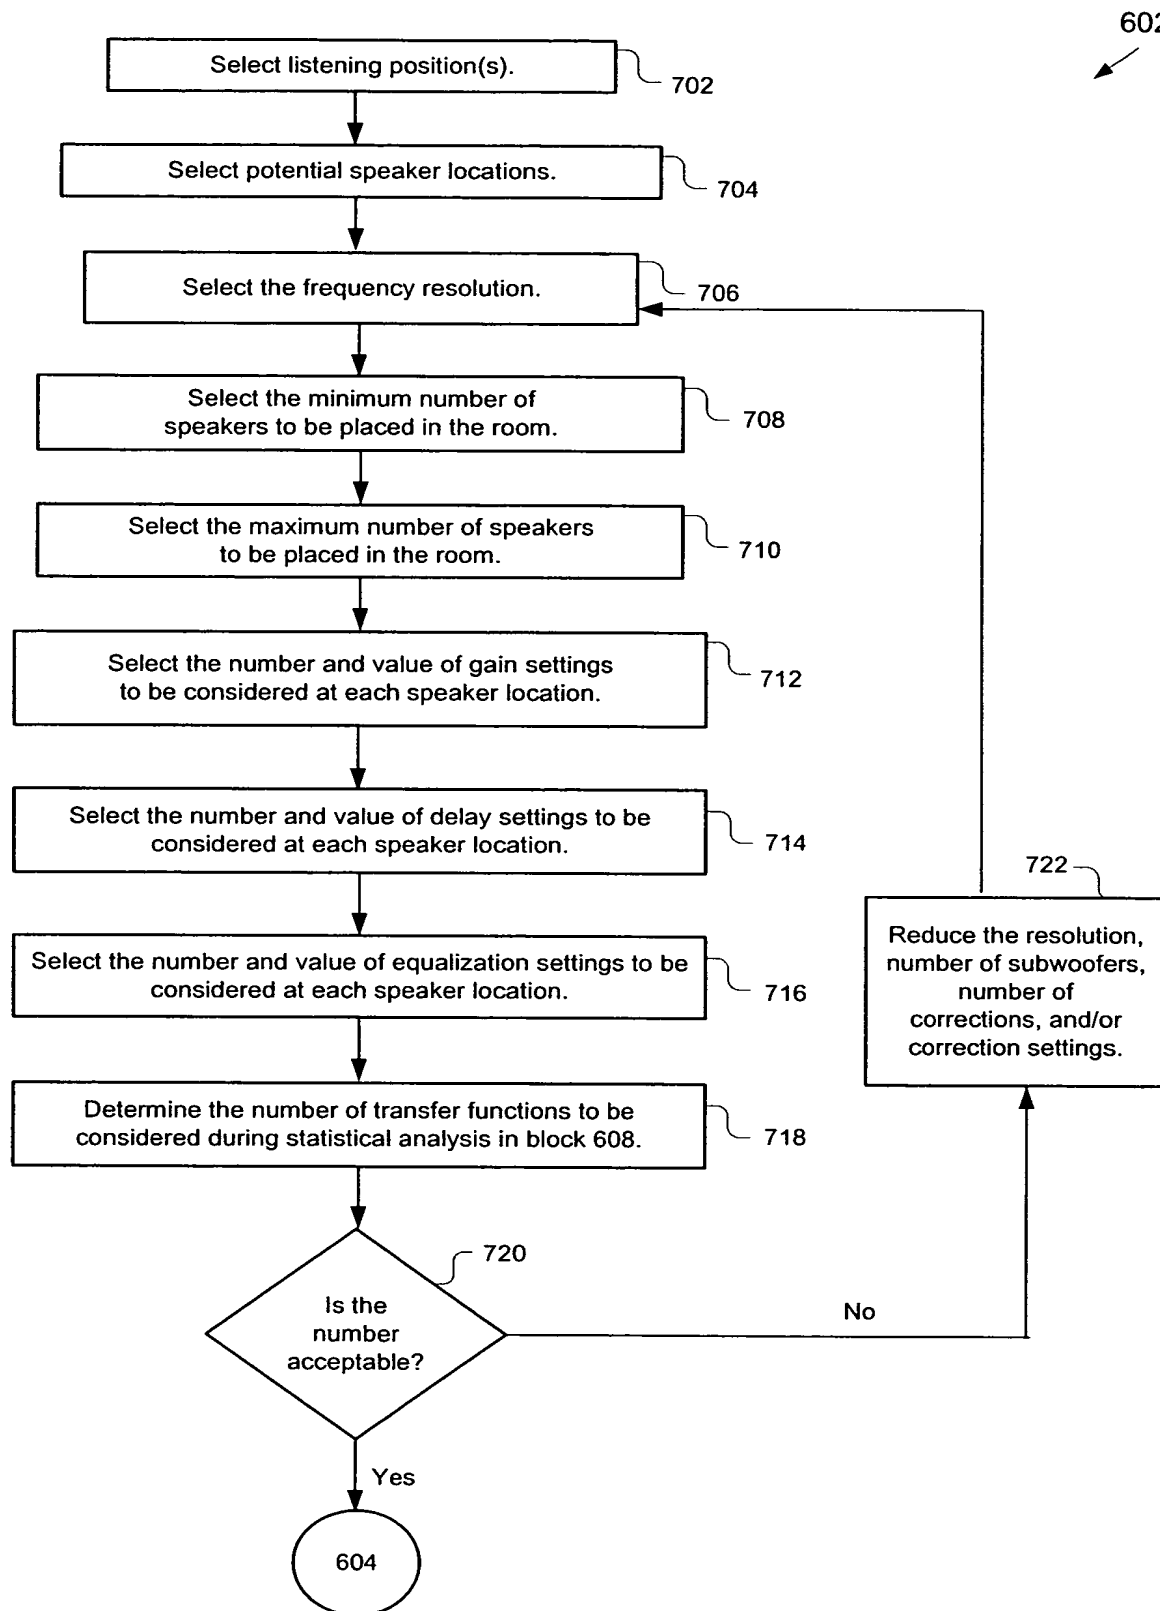 602
Select listening position(s).
702
Select potential speaker locations.
704
Select the frequency resolution.
706
Select the minimum number of
speakers to be placed in the room.
708
Select the maximum number of speakers
to be placed in the room.
710
Select the number and value of gain settings
to be considered at each speaker location.
712
Select the number and value of delay settings to be
considered at each speaker location.
714
722
Reduce the resolution,
number of subwoofers,
number of
corrections, and/or
correction settings.
Select the number and value of equalization settings to be
considered at each speaker location.
716
Determine the number of transfer functions to be
considered during statistical analysis in block 608.
718
720
Is the
number
acceptable?
No
Yes
604